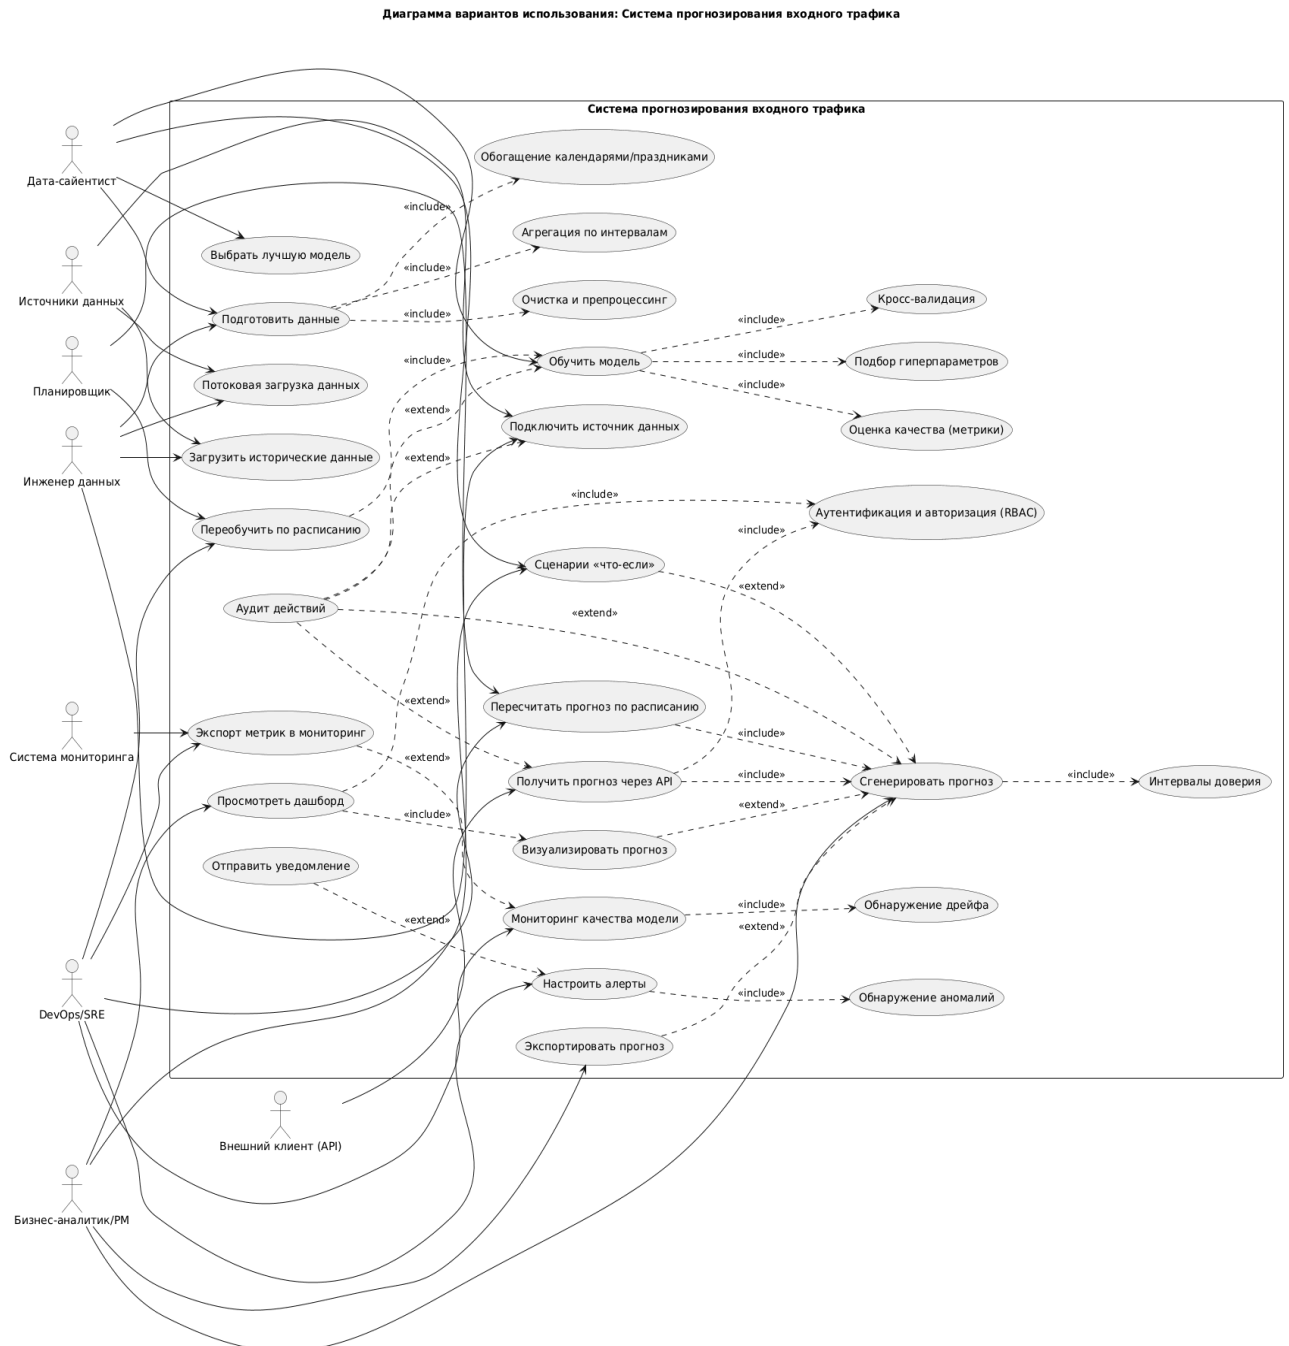 Диаграмма вариантов использования: Система прогнозирования входного трафика
Система прогнозирования входного трафика
Дата-сайентист
Источники данных
Планировщик
Инженер данных
Система мониторинга
DevOps/SRE
Бизнес-аналитик/PM
Внешний клиент (API)
Выбрать лучшую модель
Подготовить данные
Потоковая загрузка данных
Загрузить исторические данные
Переобучить по расписанию
Аудит действий
Экспорт метрик в мониторинг
Просмотреть дашборд
Отправить уведомление
«include»
«include»
«include»
«include»
«extend»
«extend»
«include»
«extend»
«extend»
«extend»
«include»
«extend»
Обогащение календарями/праздниками
Агрегация по интервалам
Очистка и препроцессинг
Обучить модель
Подключить источник данных
Сценарии «что-если»
Пересчитать прогноз по расписанию
Получить прогноз через API
Визуализировать прогноз
Мониторинг качества модели
Настроить алерты
Экспортировать прогноз
«include»
«include»
«include»
«include»
«extend»
«include»
«include»
«extend»
«include»
«extend»
«include»
Кросс-валидация
Подбор гиперпараметров
Оценка качества (метрики)
Аутентификация и авторизация (RBAC)
Сгенерировать прогноз
Обнаружение дрейфа
Обнаружение аномалий
«include»
Интервалы доверия